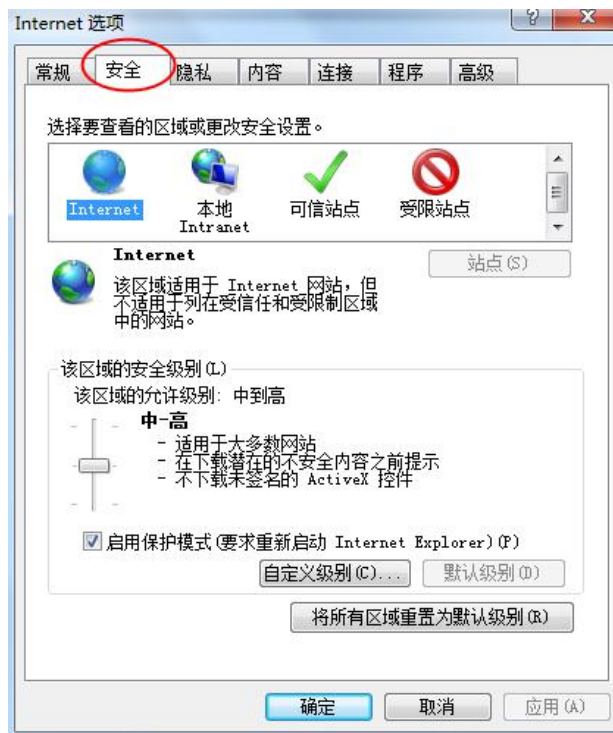 Internet 选项
常规 安全 隐私 内容 连接 程序 高级
选择要查看的区域或更改安全设置。
Internet 本地 可信站点 受限站点
Intranet
Internet
站点(S)
该区域适用于 Internet 网站，但
不适用于列在受信任和受限制区域
中的网站。
该区域的安全级别(L)
该区域的允许级别: 中到高
中-高
- 适用于大多数网站
- 在下载潜在的不安全内容之前提示
- 不下载未签名的 ActiveX 控件
启用保护模式(要求重新启动 Internet Explorer)(P)
自定义级别(C)... 默认级别(D)
将所有区域重置为默认级别(R)
确定 取消 应用(A)